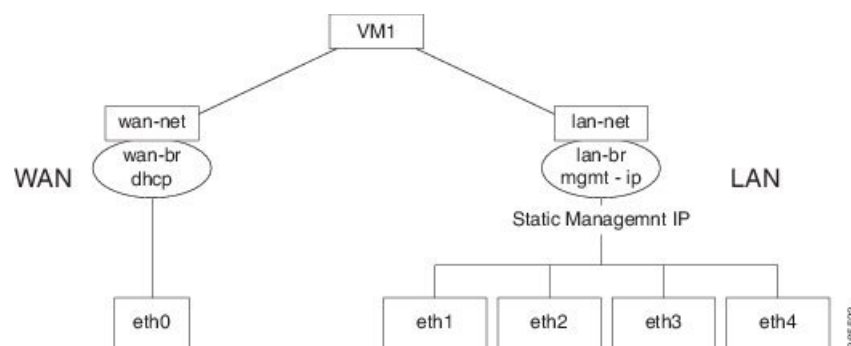 VM1
wan-net
lan-net
wan-br
dhcp
lan-br
mgmt - ip
WAN
LAN
Static Managemnt IP
eth0
eth1
eth2
eth3
eth4